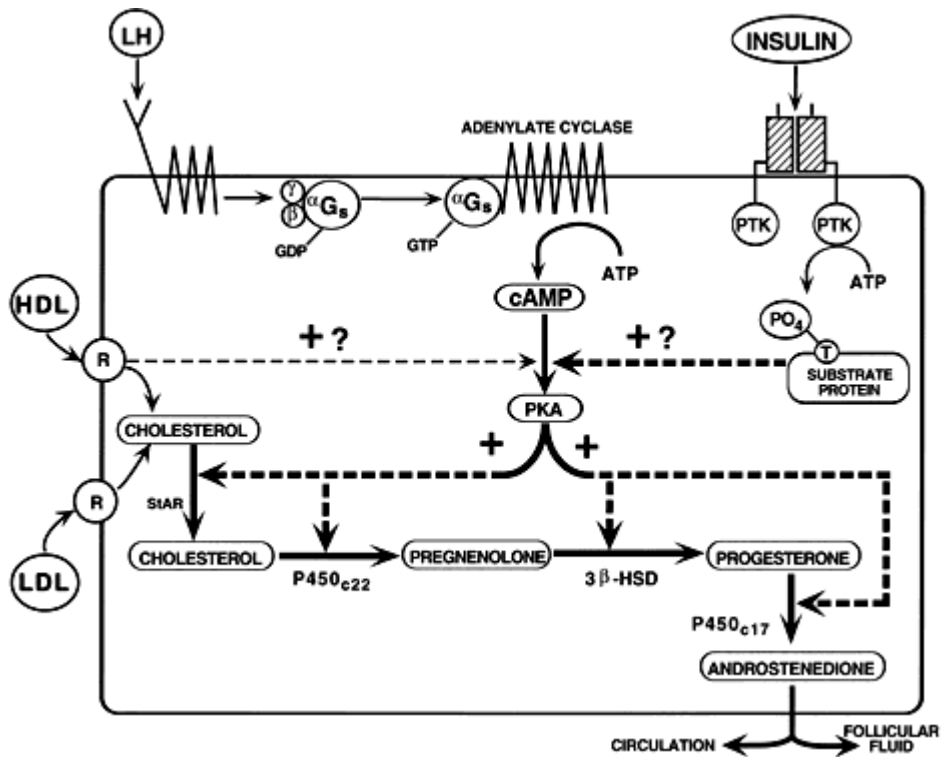 LH
INSULIN
ADENYLATE CYCLASE
γ
β
αGs
GDP
αGs
GTP
PTK
PTK
ATP
ATP
cAMP
PO4
T
SUBSTRATE
PROTEIN
HDL
R
+ ?
+ ?
PKA
+
+
CHOLESTEROL
R
StAR
LDL
CHOLESTEROL
PREGNENOLONE
PROGESTERONE
P450c22
3β-HSD
P450c17
ANDROSTENEDIONE
CIRCULATION
FOLLICULAR
FLUID